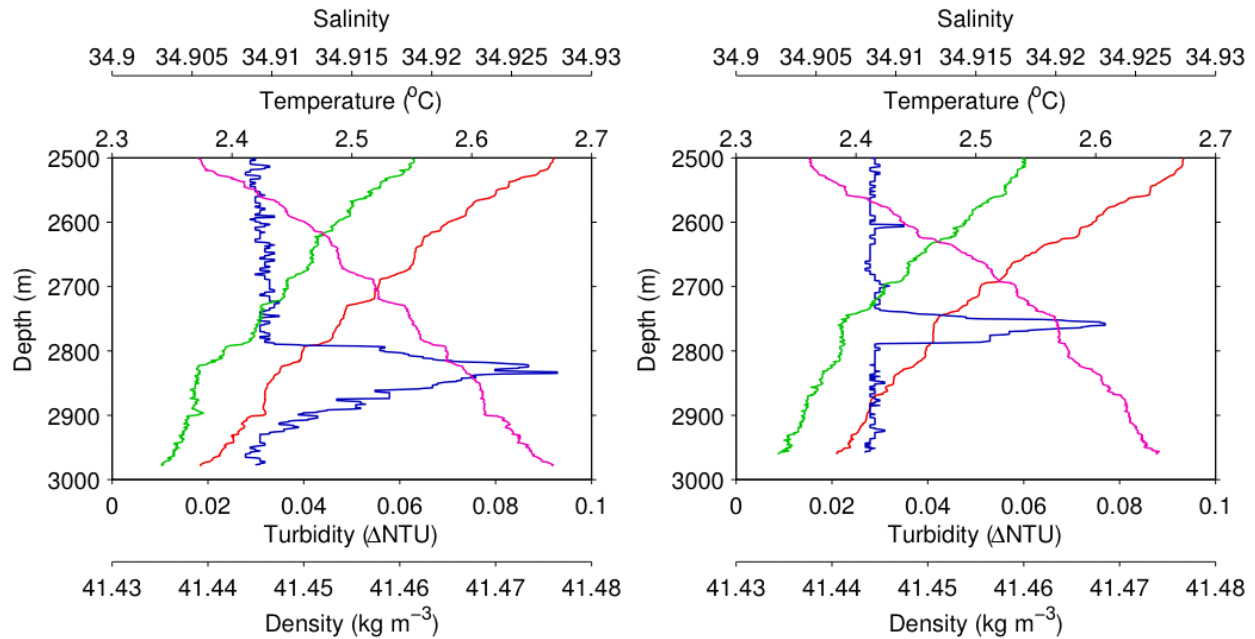 Salinity
34.9 34.905 34.91 34.915 34.92 34.925 34.93
Temperature (°C)
2.3 2.4 2.5 2.6 2.7
2500
2600
2700
2800
2900
3000
Depth (m)
0 0.02 0.04 0.06 0.08 0.1
Turbidity (ΔNTU)
41.43 41.44 41.45 41.46 41.47 41.48
Density (kg m⁻³)
Salinity
34.9 34.905 34.91 34.915 34.92 34.925 34.93
Temperature (°C)
2.3 2.4 2.5 2.6 2.7
2500
2600
2700
2800
2900
3000
Depth (m)
0 0.02 0.04 0.06 0.08 0.1
Turbidity (ΔNTU)
41.43 41.44 41.45 41.46 41.47 41.48
Density (kg m⁻³)